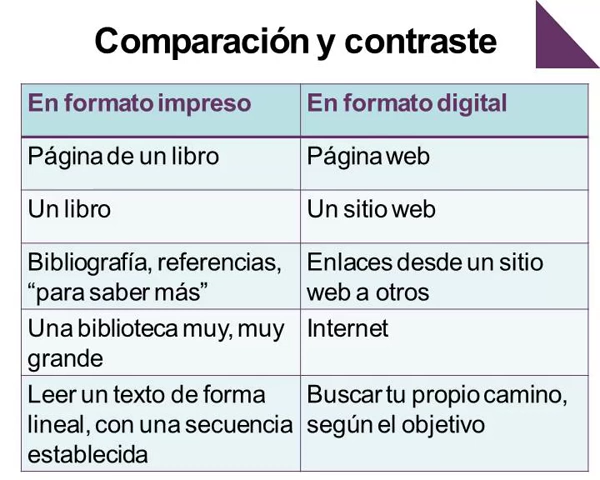 Comparación y contraste
En formato impreso
En formato digital
Página de un libro
Página web
Un libro
Un sitio web
Bibliografía, referencias,
“para saber más”
Enlaces desde un sitio
web a otros
Una biblioteca muy, muy
grande
Internet
Leer un texto de forma
lineal, con una secuencia
establecida
Buscar tu propio camino,
según el objetivo